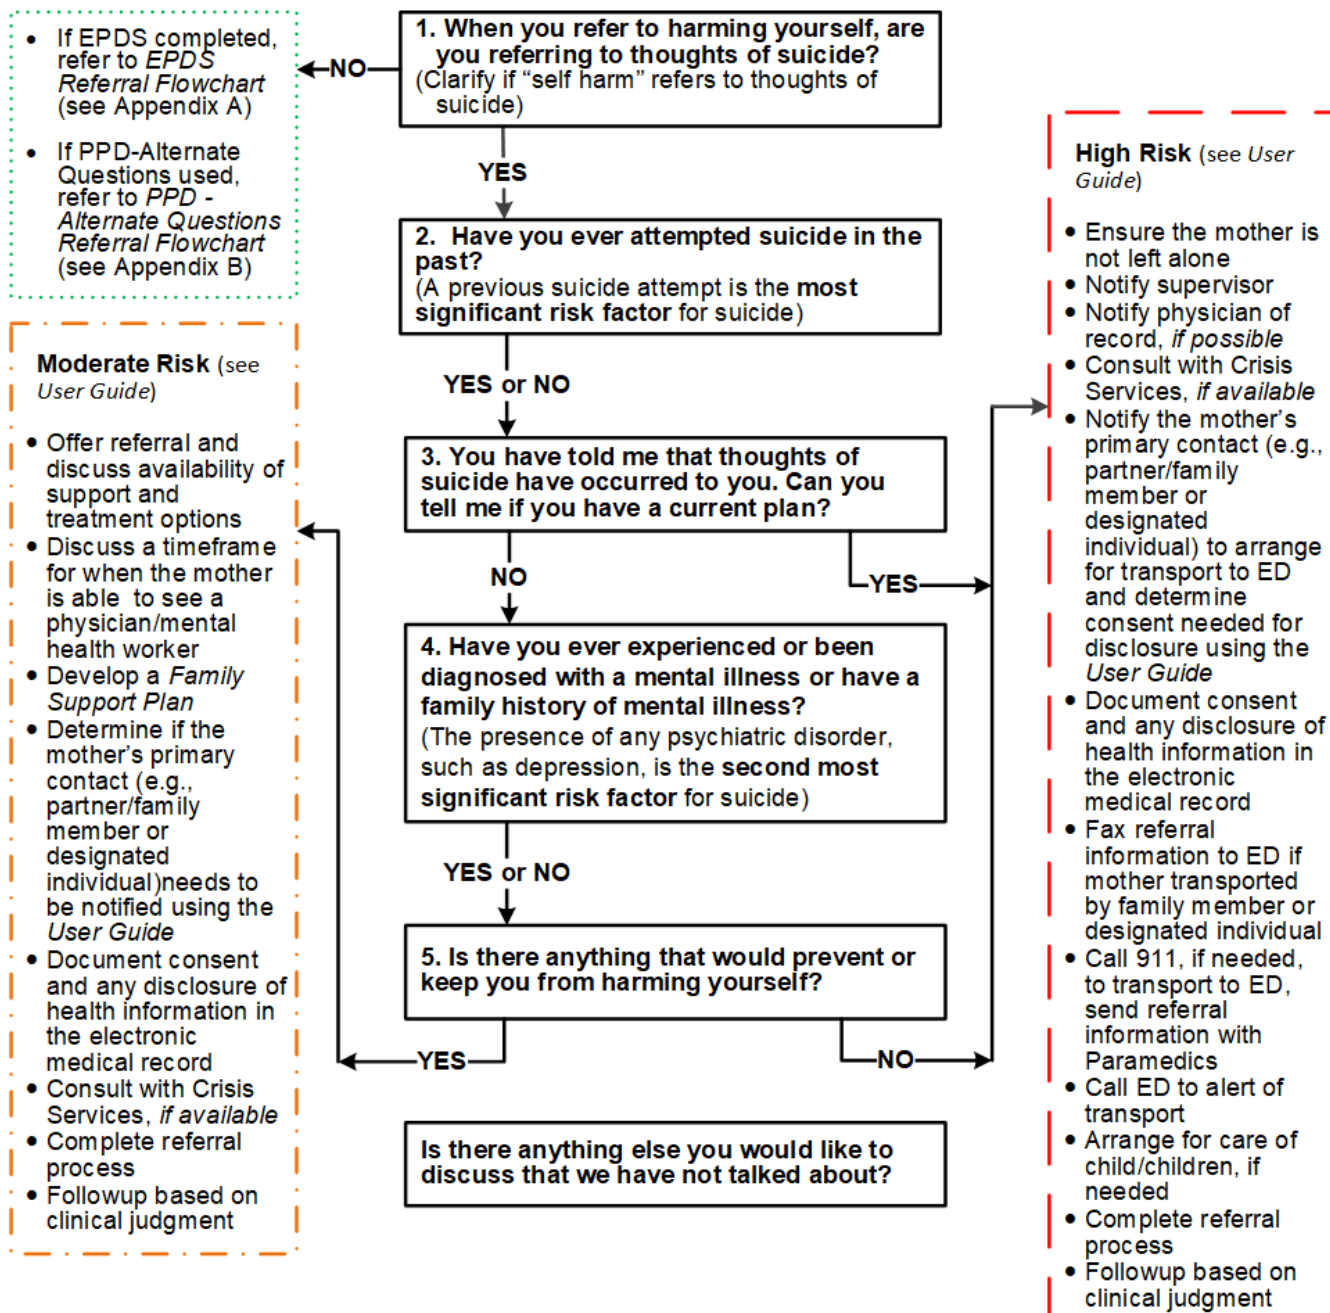 • If EPDS completed,
refer to EPDS
Referral Flowchart
(see Appendix A)
• If PPD-Alternate
Questions used,
refer to PPD -
Alternate Questions
Referral Flowchart
(see Appendix B)
NO
1. When you refer to harming yourself, are
you referring to thoughts of suicide?
(Clarify if “self harm” refers to thoughts of
suicide)
YES
2. Have you ever attempted suicide in the
past?
(A previous suicide attempt is the most
significant risk factor for suicide)
YES or NO
3. You have told me that thoughts of
suicide have occurred to you. Can you
tell me if you have a current plan?
NO
YES
4. Have you ever experienced or been
diagnosed with a mental illness or have a
family history of mental illness?
(The presence of any psychiatric disorder,
such as depression, is the second most
significant risk factor for suicide)
YES or NO
5. Is there anything that would prevent or
keep you from harming yourself?
YES
NO
Is there anything else you would like to
discuss that we have not talked about?
Moderate Risk (see
User Guide)
• Offer referral and
discuss availability of
support and
treatment options
• Discuss a timeframe
for when the mother
is able to see a
physician/mental
health worker
• Develop a Family
Support Plan
• Determine if the
mother’s primary
contact (e.g.,
partner/family
member or
designated
individual)needs to
be notified using the
User Guide
• Document consent
and any disclosure of
health information in
the electronic
medical record
• Consult with Crisis
Services, if available
• Complete referral
process
• Followup based on
clinical judgment
High Risk (see User
Guide)
• Ensure the mother is
not left alone
• Notify supervisor
• Notify physician of
record, if possible
• Consult with Crisis
Services, if available
• Notify the mother’s
primary contact (e.g.,
partner/family
member or
designated
individual) to arrange
for transport to ED
and determine
consent needed for
disclosure using the
User Guide
• Document consent
and any disclosure of
health information in
the electronic
medical record
• Fax referral
information to ED if
mother transported
by family member or
designated individual
• Call 911, if needed,
to transport to ED,
send referral
information with
Paramedics
• Call ED to alert of
transport
• Arrange for care of
child/children, if
needed
• Complete referral
process
• Followup based on
clinical judgment